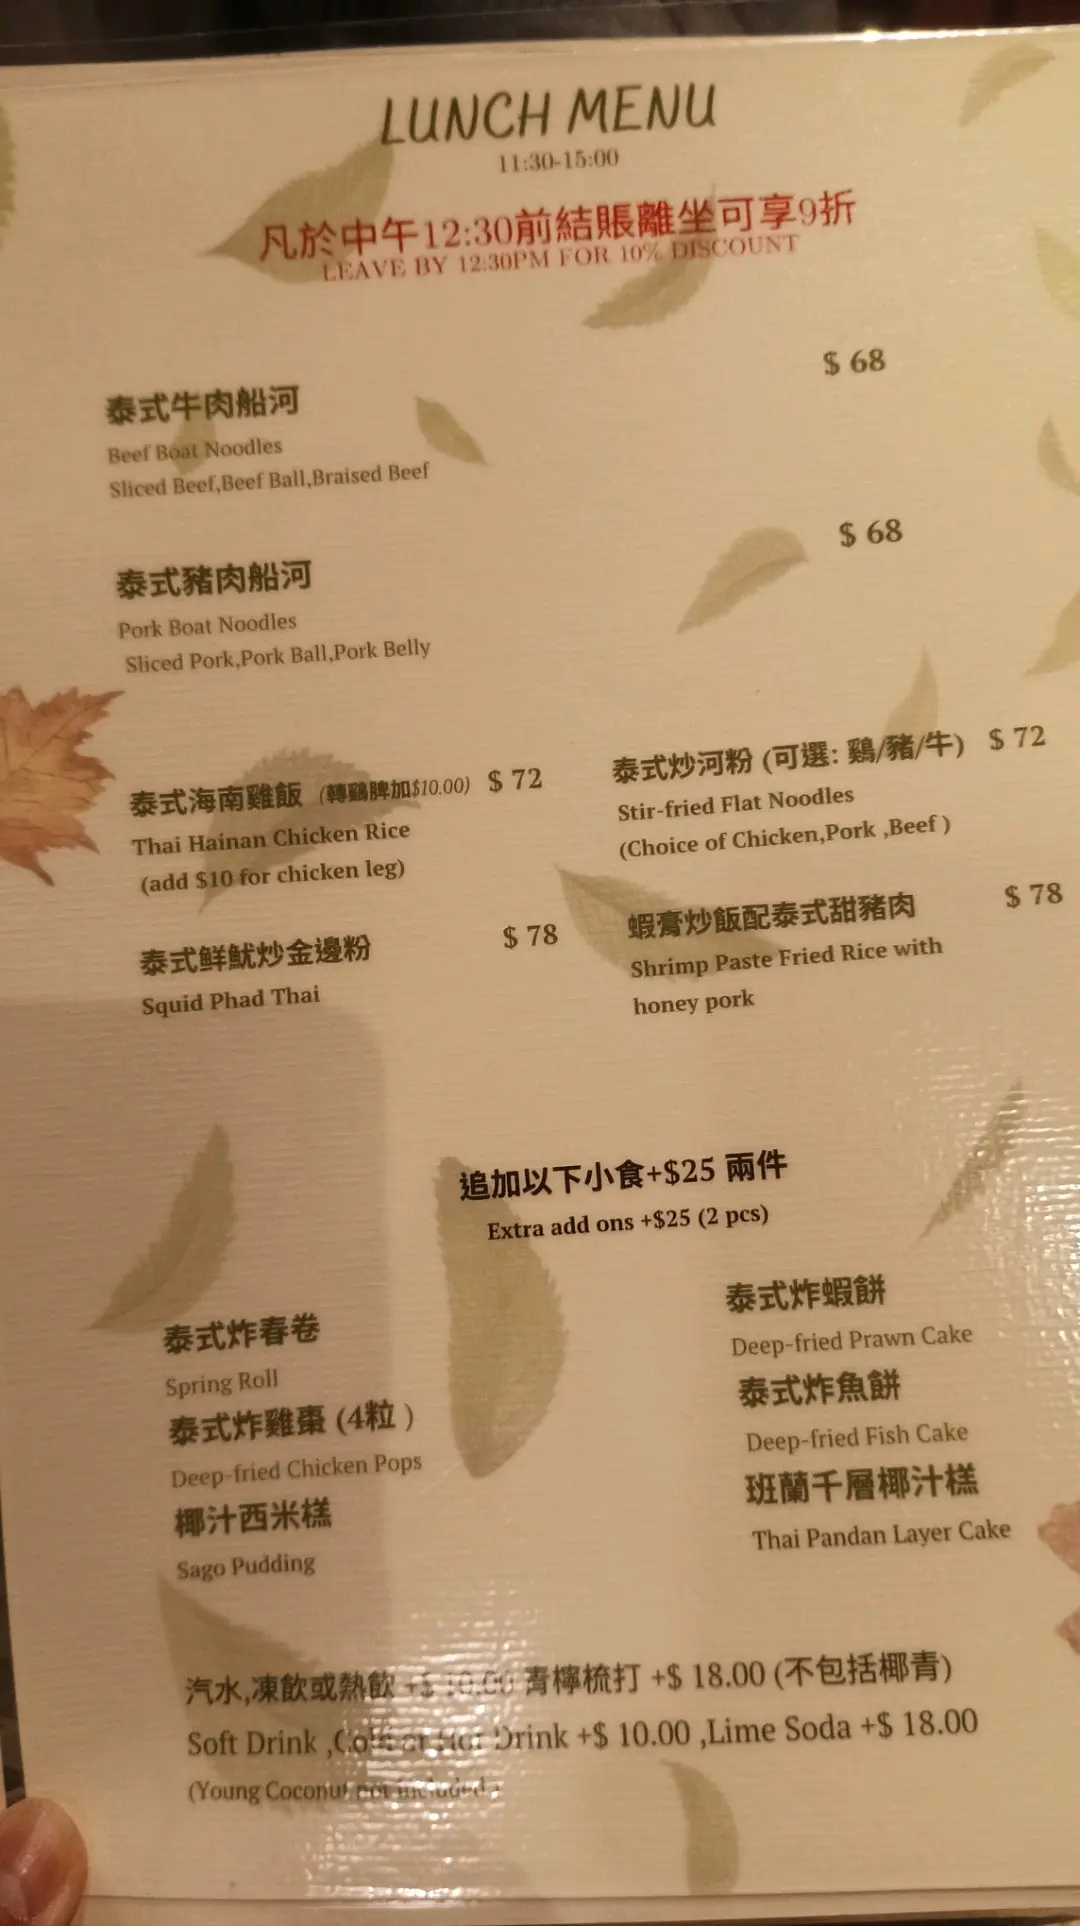 LUNCH MENU
11:30-15:00
凡於中午12:30前結賬離坐可享9折
LEAVE BY 12:30PM FOR 10% DISCOUNT
$ 68
泰式牛肉船河
Beef Boat Noodles
Sliced Beef,Beef Ball,Braised Beef
$ 68
泰式豬肉船河
Pork Boat Noodles
Sliced Pork,Pork Ball,Pork Belly
泰式海南雞飯 (轉鷄脾加$10.00) $ 72
Thai Hainan Chicken Rice
(add $10 for chicken leg)
泰式炒河粉 (可選: 鷄/豬/牛) $ 72
Stir-fried Flat Noodles
(Choice of Chicken,Pork ,Beef )
泰式鮮魷炒金邊粉 $ 78
Squid Phad Thai
蝦膏炒飯配泰式甜豬肉 $ 78
Shrimp Paste Fried Rice with
honey pork
追加以下小食+$25 兩件
Extra add ons +$25 (2 pcs)
泰式炸春卷
Spring Roll
泰式炸雞棗 (4粒 )
Deep-fried Chicken Pops
椰汁西米糕
Sago Pudding
泰式炸蝦餅
Deep-fried Prawn Cake
泰式炸魚餅
Deep-fried Fish Cake
班蘭千層椰汁糕
Thai Pandan Layer Cake
汽水,凍飲或熱飲 +$ 10.00 青檸梳打 +$ 18.00 (不包括椰青)
Soft Drink ,Cold or Hot Drink +$ 10.00 ,Lime Soda +$ 18.00
(Young Coconut not included )